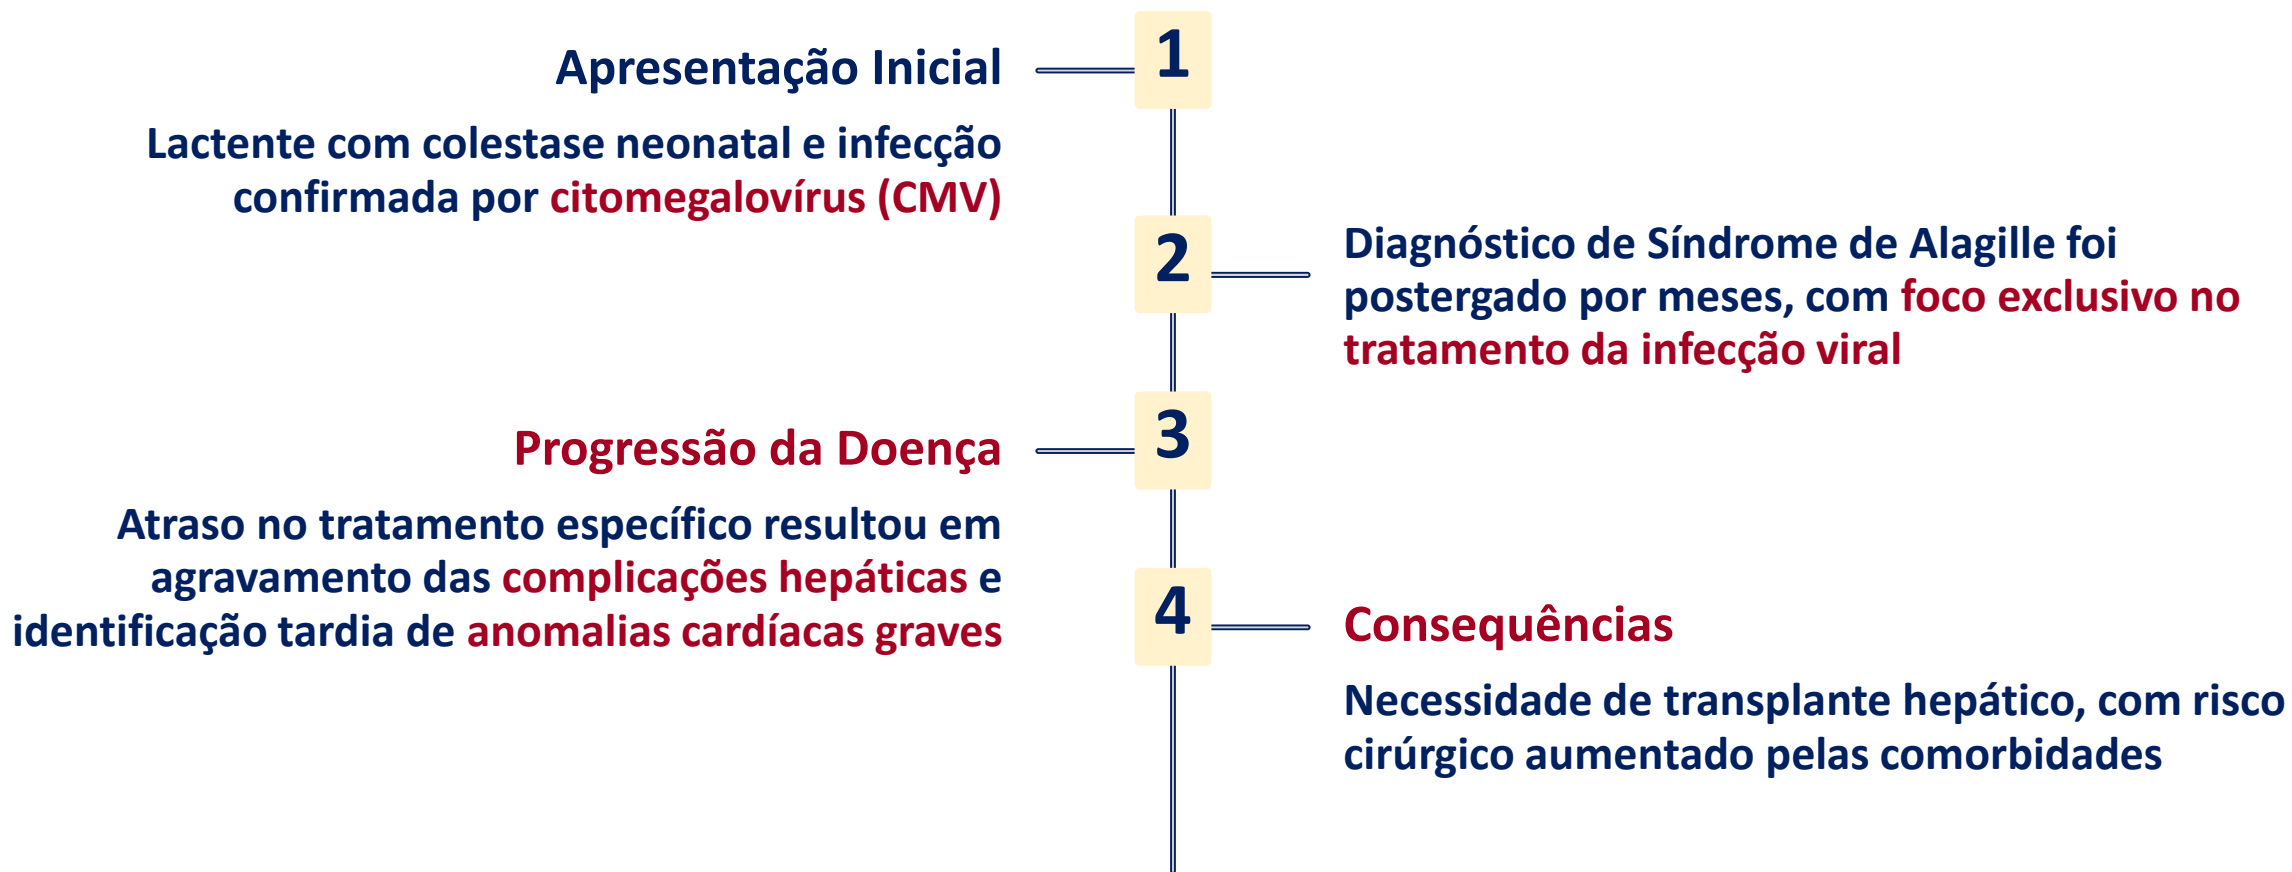 1
Apresentação Inicial
Lactente com colestase neonatal e infecção
confirmada por citomegalovírus (CMV)
2
Diagnóstico de Síndrome de Alagille foi
postergado por meses, com foco exclusivo no
tratamento da infecção viral
3
Progressão da Doença
Atraso no tratamento específico resultou em
agravamento das complicações hepáticas e
identificação tardia de anomalias cardíacas graves
4
Consequências
Necessidade de transplante hepático, com risco
cirúrgico aumentado pelas comorbidades